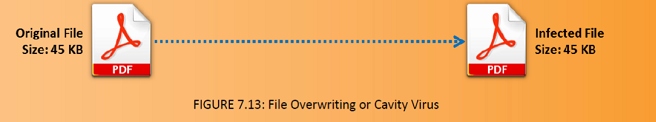 Original File
Size: 45 KB
PDF
Infected File
Size: 45 KB
PDF
FIGURE 7.13: File Overwriting or Cavity Virus